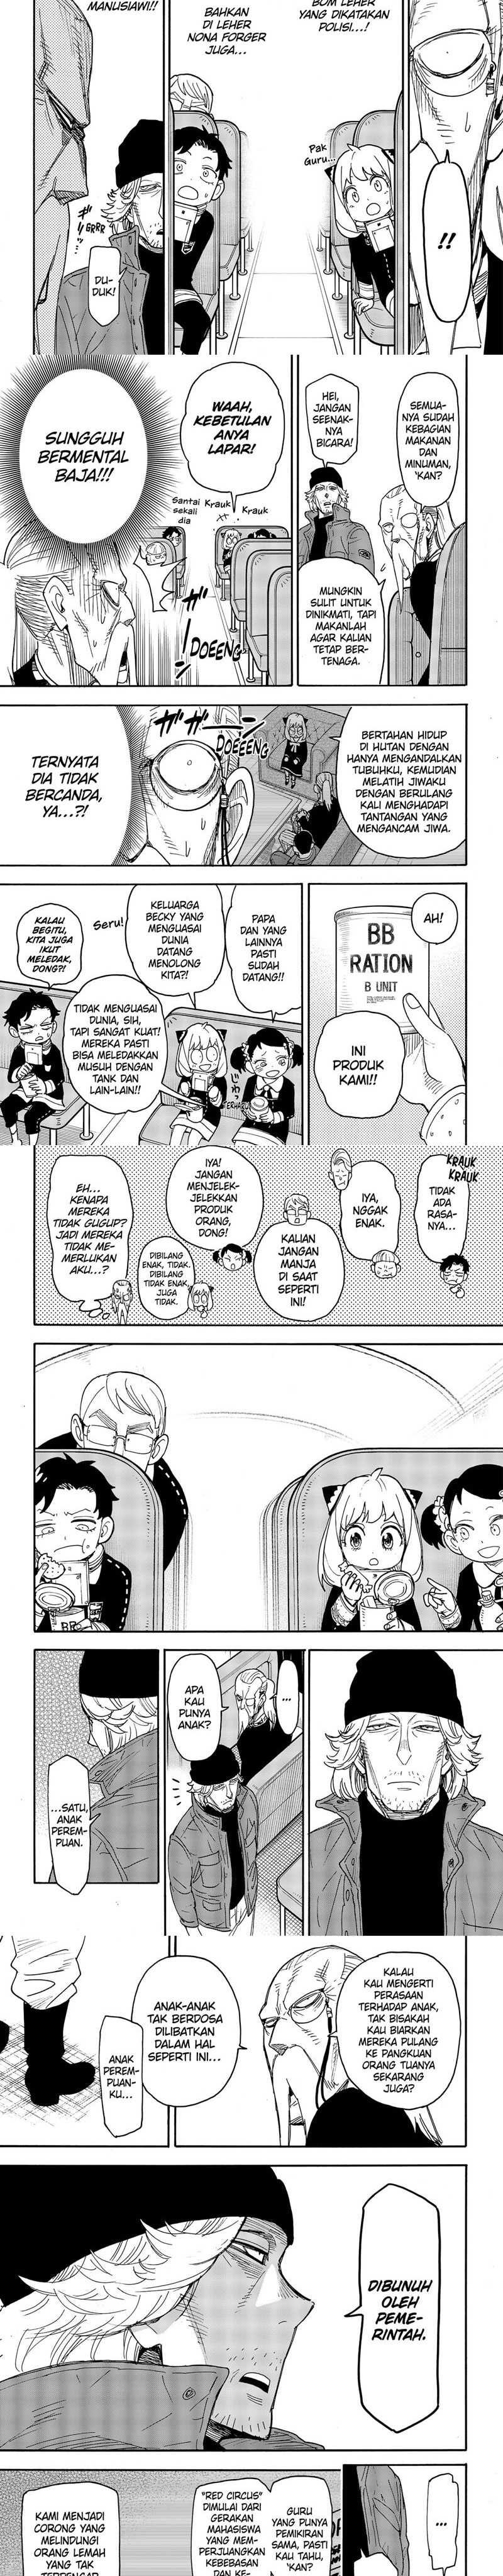 BOM LEHER
YANG DIKATAKAN
POLISI...!
BAHKAN
DI LEHER
NONA FORGER
JUGA...
MANUSIAWI!!
!!
Pak
Guru...
GRRR
DU-
DUK!
SEMUA-
NYA SUDAH
KEBAGIAN
MAKANAN
DAN
MINUMAN,
'KAN?
HEI,
JANGAN
SEENAK-
NYA
BICARA!
MUNGKIN
SULIT UNTUK
DINIKMATI, TAPI
MAKANLAH
AGAR KALIAN
TETAP BER-
TENAGA.
WAAH,
KEBETULAN
ANYA
LAPAR!
Krauk
Krauk
Santai
sekali
dia
SUNGGUH
BERMENTAL
BAJA!!!
DOEEENG
BERTAHAN HIDUP
DI HUTAN DENGAN
HANYA MENGANDALKAN
TUBUHKU, KEMUDIAN
MELATIH JIWAKU
DENGAN BERULANG
KALI MENGHADAPI
TANTANGAN YANG
MENGANCAM JIWA.
DOEEENG
TERNYATA
DIA TIDAK
BERCANDA,
YA...?!
AH!
BB
RATION
B UNIT
INI
PRODUK
KAMI!!
PAPA
DAN YANG
LAINNYA
PASTI
SUDAH
DATANG!!
KELUARGA
BECKY YANG
MENGUASAI
DUNIA
DATANG
MENOLONG
KITA?!
Seru!
TIDAK MENGUASAI
DUNIA, SIH,
TAPI SANGAT KUAT!
MEREKA PASTI
BISA MELEDAKKAN
MUSUH DENGAN
TANK DAN
LAIN-LAIN!!
KALAU
BEGITU,
KITA JUGA
IKUT
MELEDAK,
DONG?!
KRAUK
KRAUK
TIDAK
ADA
RASA-
NYA...
IYA,
NGGAK
ENAK.
KALIAN
JANGAN
MANJA
DI SAAT
SEPERTI
INI!
IYA!
JANGAN
MENJELEK-
JELEKKAN
PRODUK
ORANG,
DONG!
DIBILANG
ENAK, TIDAK.
DIBILANG
TIDAK ENAK,
JUGA
TIDAK.
EH...
KENAPA
MEREKA
TIDAK GUGUP?
JADI MEREKA
TIDAK ME-
MERLUKAN
AKU...?
...
APA
KAU
PUNYA
ANAK?
...SATU,
ANAK
PEREM-
PUAN.
KALAU
KAU MENGERTI
PERASAAN
TERHADAP ANAK,
TAK BISAKAH
KAU BIARKAN
MEREKA PULANG
KE PANGKUAN
ORANG TUANYA
SEKARANG
JUGA?
ANAK-ANAK
TAK BERDOSA
DILIBATKAN
DALAM HAL
SEPERTI INI...
ANAK
PEREM-
PUAN-
KU...
DIBUNUH
OLEH
PEME-
RINTAH.
...
GURU
YANG PUNYA
PEMIKIRAN
SAMA, PASTI
KAU TAHU,
'KAN?
"RED CIRCUS"
DIMULAI DARI
GERAKAN
MAHASISWA
YANG MEM-
PERJUANGKAN
KEBEBASAN
DAN KE-
KAMI MENJADI
CORONG YANG
MELINDUNGI
ORANG LEMAH
YANG TAK